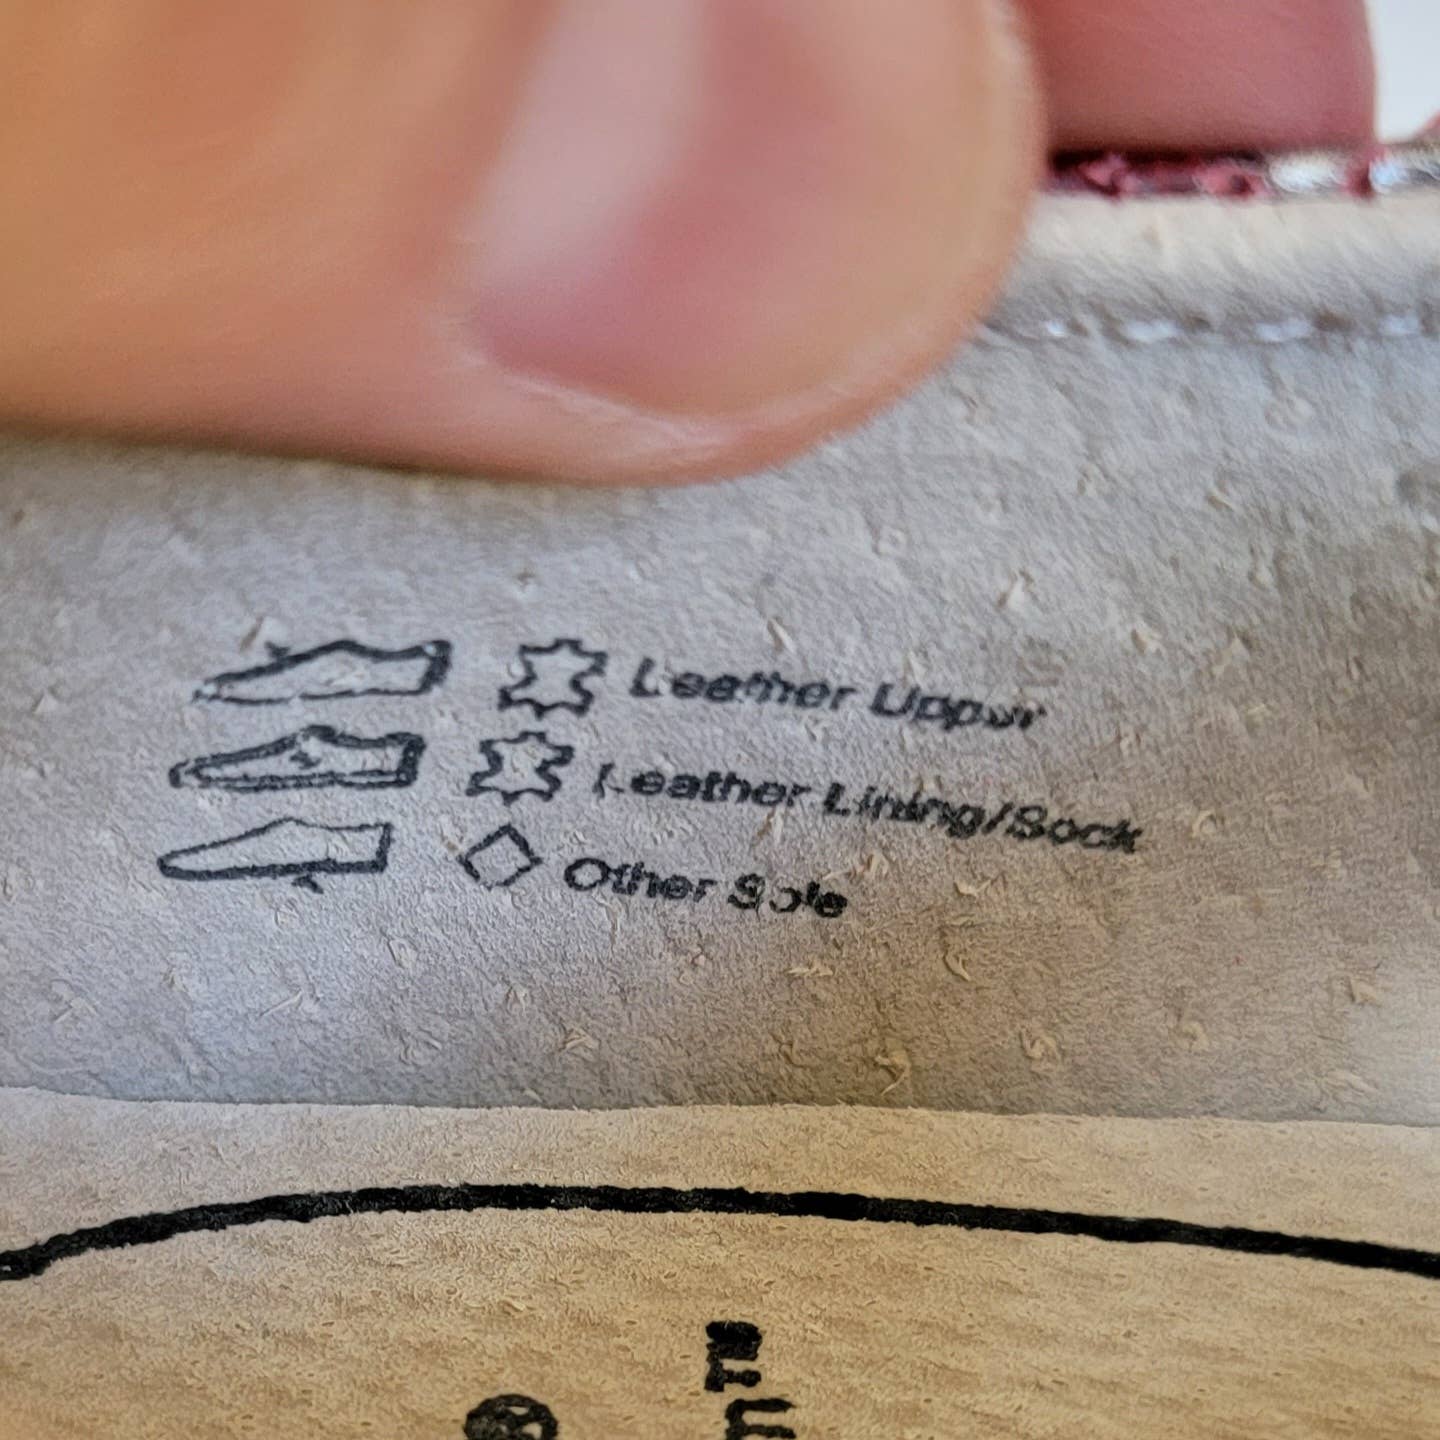 Leather Upper
Leather Lining/Sock
Other Sole
®